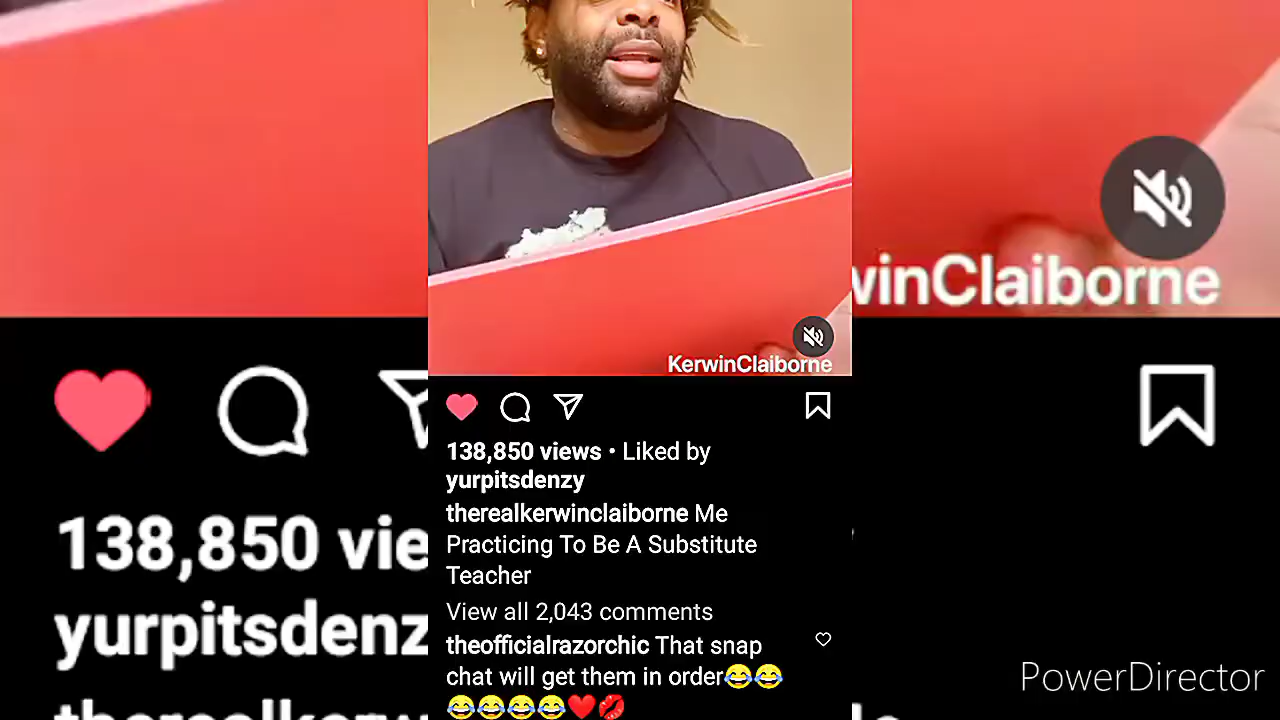 KerwinClaiborne
winClaiborne
138,850 views • Liked by
yurpitsdenzy
therealkerwinclaiborne Me
Practicing To Be A Substitute
Teacher
View all 2,043 comments
theofficialrazorchic That snap
chat will get them in order😂😂
😂😂😂😂❤️💋
138,850 vie
yurpitsdenz
PowerDirector